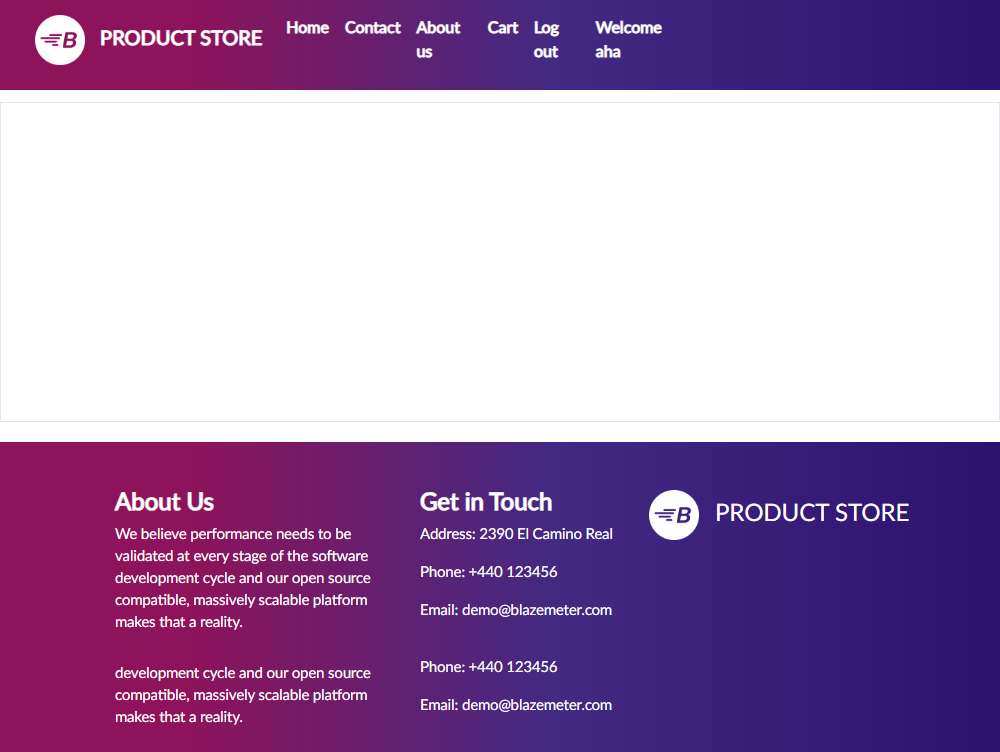 B PRODUCT STORE Home Contact About us Cart Log out Welcome aha
About Us
We believe performance needs to be
validated at every stage of the software
development cycle and our open source
compatible, massively scalable platform
makes that a reality.
development cycle and our open source
compatible, massively scalable platform
makes that a reality.
Get in Touch
Address: 2390 El Camino Real
Phone: +440 123456
Email: demo@blazemeter.com
Phone: +440 123456
Email: demo@blazemeter.com
B PRODUCT STORE